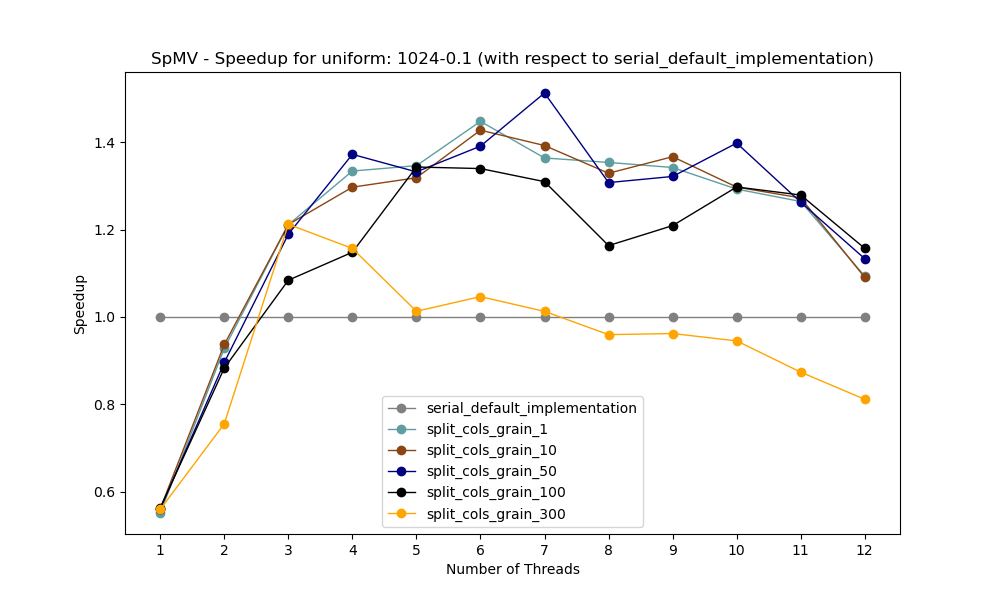 SpMV - Speedup for uniform: 1024-0.1 (with respect to serial_default_implementation)
Speedup
1.4
1.2
1.0
0.8
0.6
serial_default_implementation
split_cols_grain_1
split_cols_grain_10
split_cols_grain_50
split_cols_grain_100
split_cols_grain_300
1 2 3 4 5 6 7 8 9 10 11 12
Number of Threads